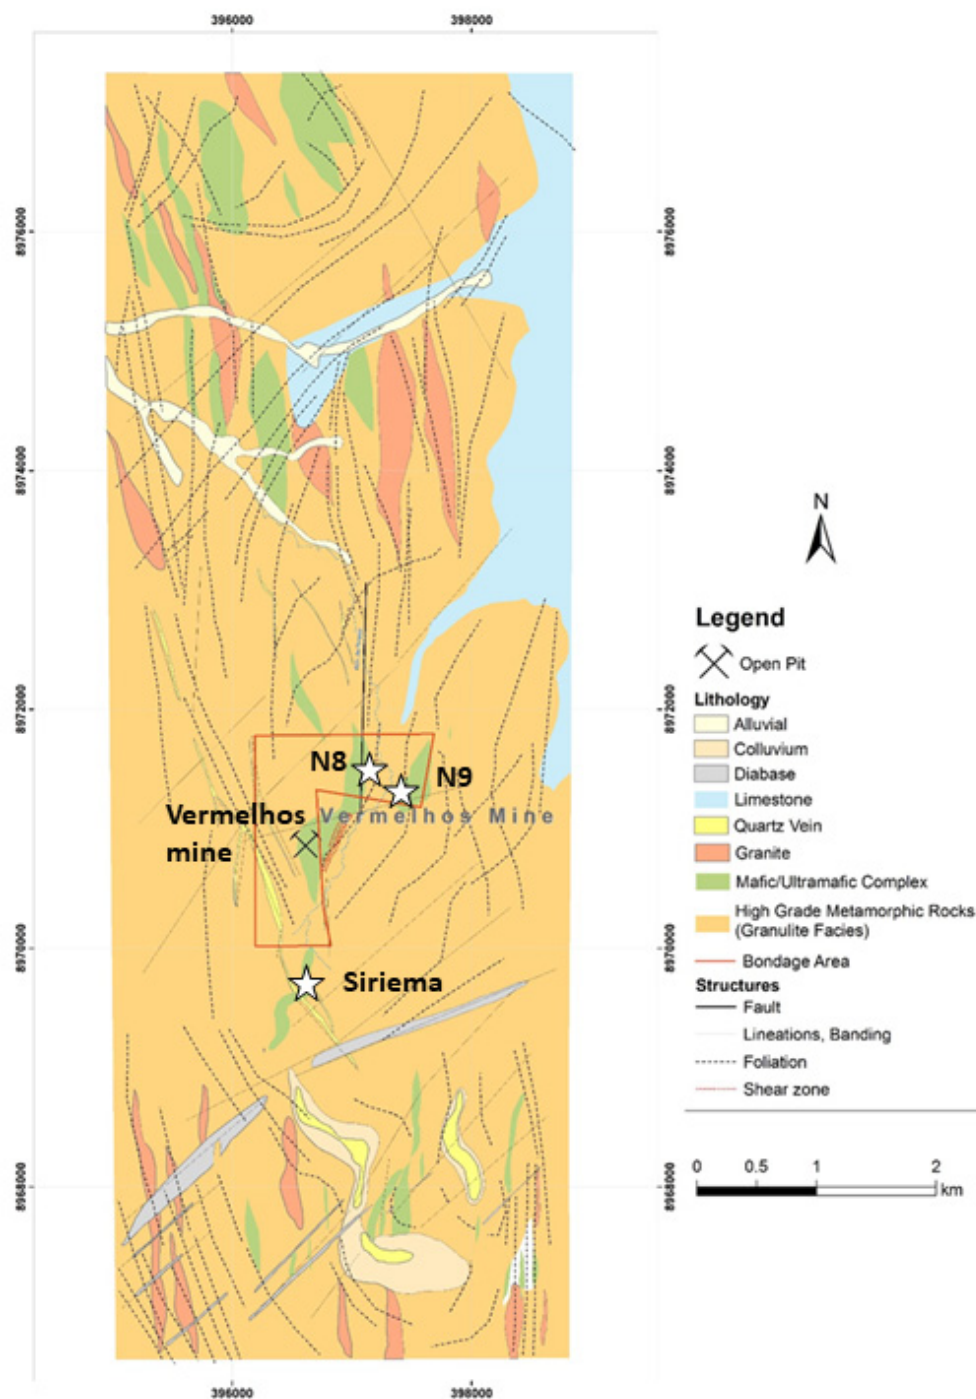 396000
398000
8976000
8976000
8974000
8974000
N
Legend
Open Pit
Lithology
Alluvial
Colluvium
Diabase
Limestone
Quartz Vein
Granite
Mafic/Ultramafic Complex
High Grade Metamorphic Rocks
(Granulite Facies)
Bondage Area
Structures
Fault
Lineations, Banding
Foliation
Shear zone
8972000
8972000
N8
N9
Vermelhos
mine
Vermelhos Mine
8970000
8970000
Siriema
0 0.5 1 2
km
8968000
8968000
396000
398000